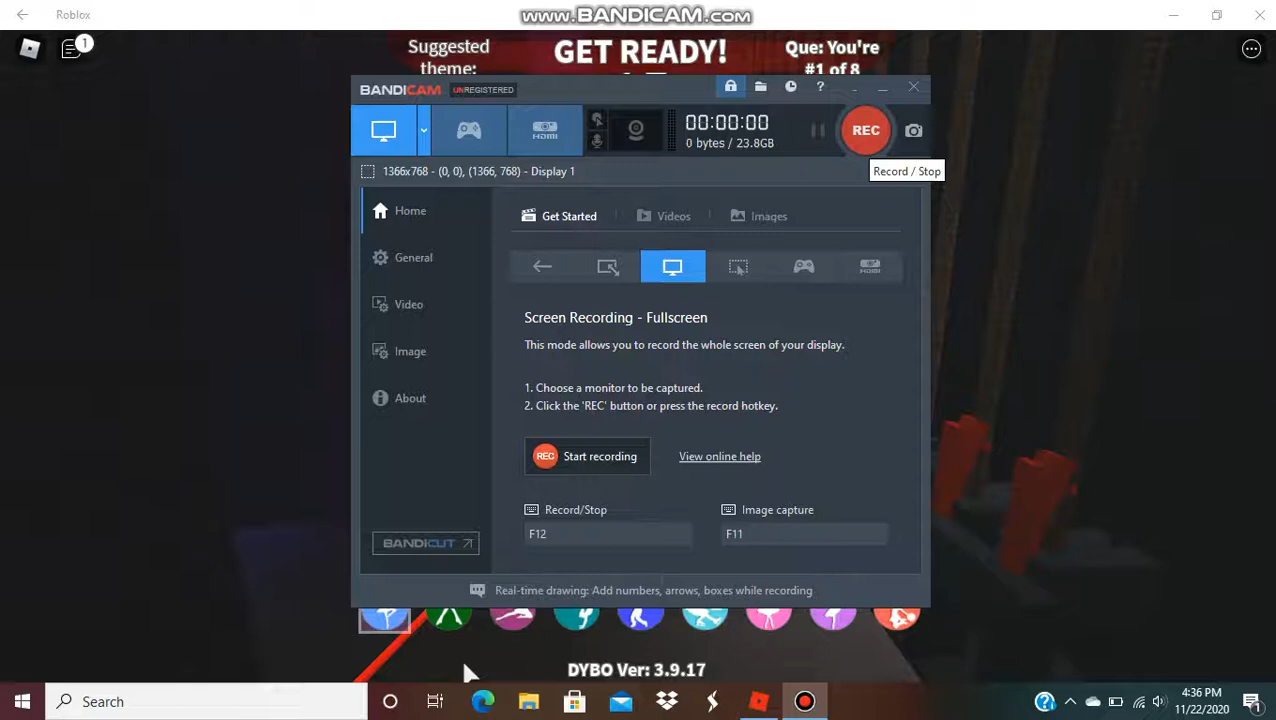 Roblox
www.BANDICAM.com
1
Suggested
theme:
GET READY!
Que: You're
#1 of 8
BANDICAM UNREGISTERED
?
HDMI
00:00:00
0 bytes / 23.8GB
REC
Record / Stop
1366x768 - (0, 0), (1366, 768) - Display 1
Home
General
Video
Image
About
BANDICUT
Get Started
Videos
Images
HDMI
Screen Recording - Fullscreen
This mode allows you to record the whole screen of your display.
1. Choose a monitor to be captured.
2. Click the 'REC' button or press the record hotkey.
REC Start recording
View online help
Record/Stop
F12
Image capture
F11
Real-time drawing: Add numbers, arrows, boxes while recording
DYBO Ver: 3.9.17
Search
?
4:36 PM
11/22/2020
1